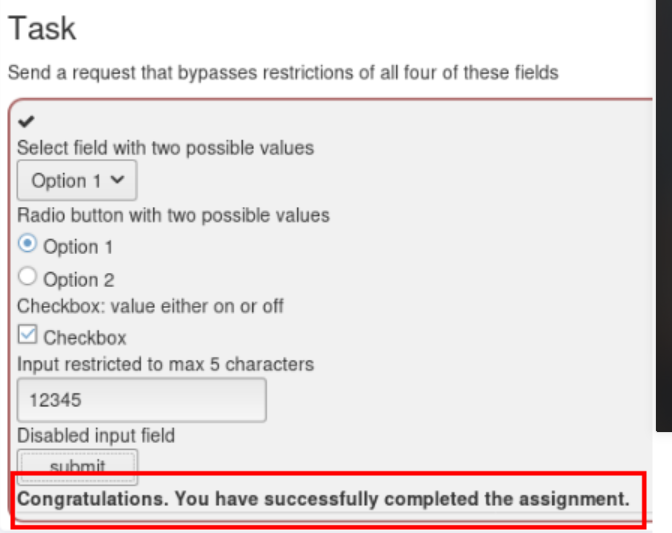 Task
Send a request that bypasses restrictions of all four of these fields
Select field with two possible values
Option 1
Radio button with two possible values
Option 1
Option 2
Checkbox: value either on or off
Checkbox
Input restricted to max 5 characters
12345
Disabled input field
submit
Congratulations. You have successfully completed the assignment.